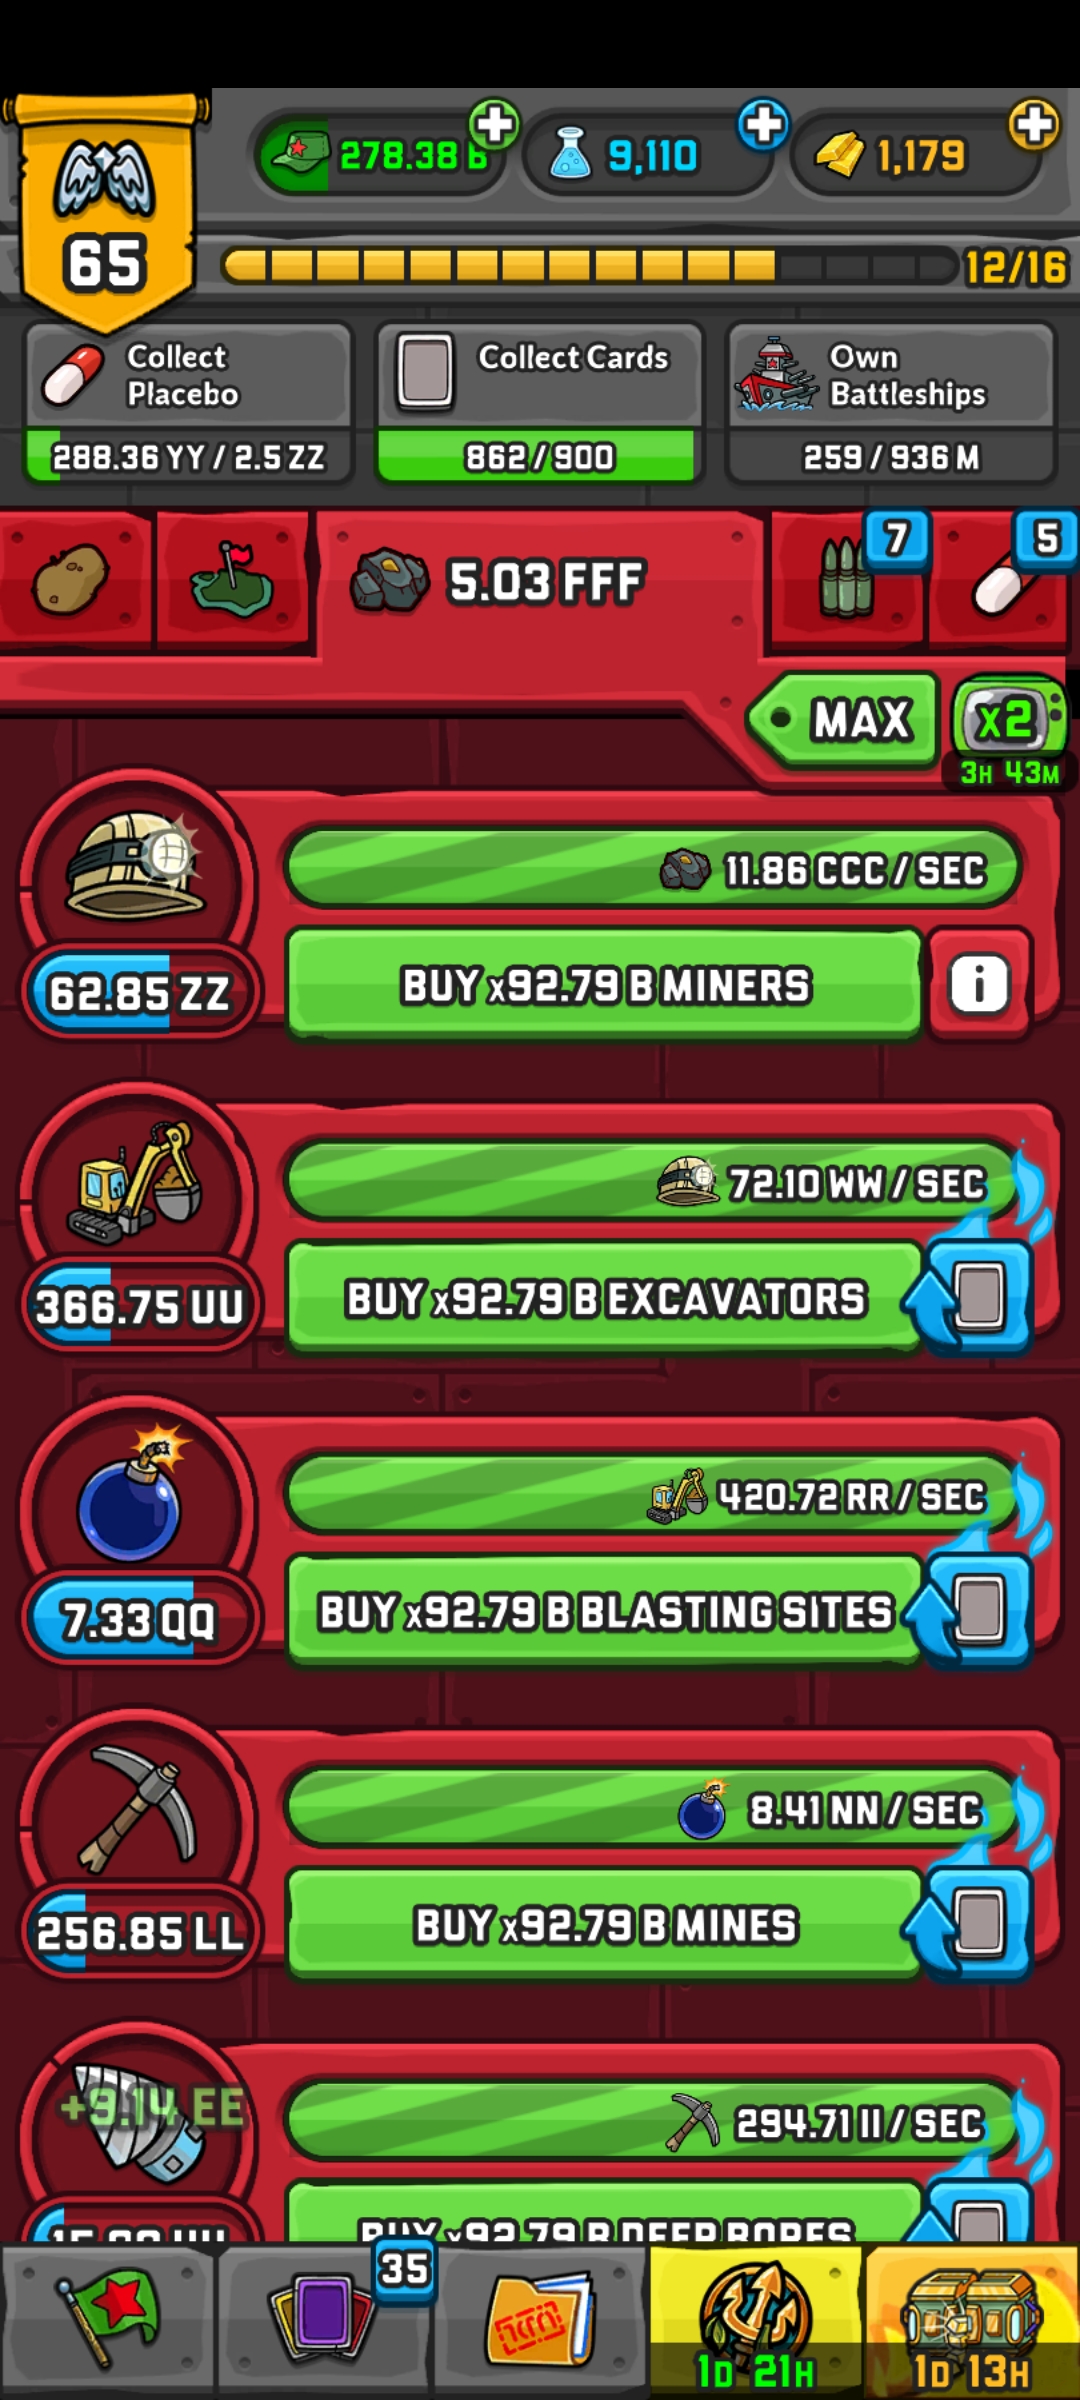 278.38 B
9,110
1,179
65
12/16
Collect
Placebo
Collect Cards
Own
Battleships
288.36 YY / 2.5 ZZ
862/900
259 / 936 M
7
5
5.03 FFF
MAX
x2
3H 43M
11.86 CCC / SEC
62.85 ZZ
BUY x92.79 B MINERS
i
72.10 WW / SEC
366.75 UU
BUY x92.79 B EXCAVATORS
420.72 RR / SEC
7.33 QQ
BUY x92.79 B BLASTING SITES
8.41 NN / SEC
256.85 LL
BUY x92.79 B MINES
+9.14 EE
294.71 II / SEC
BUY x92.79 B DEEP BORES
35
1D 21H
1D 13H